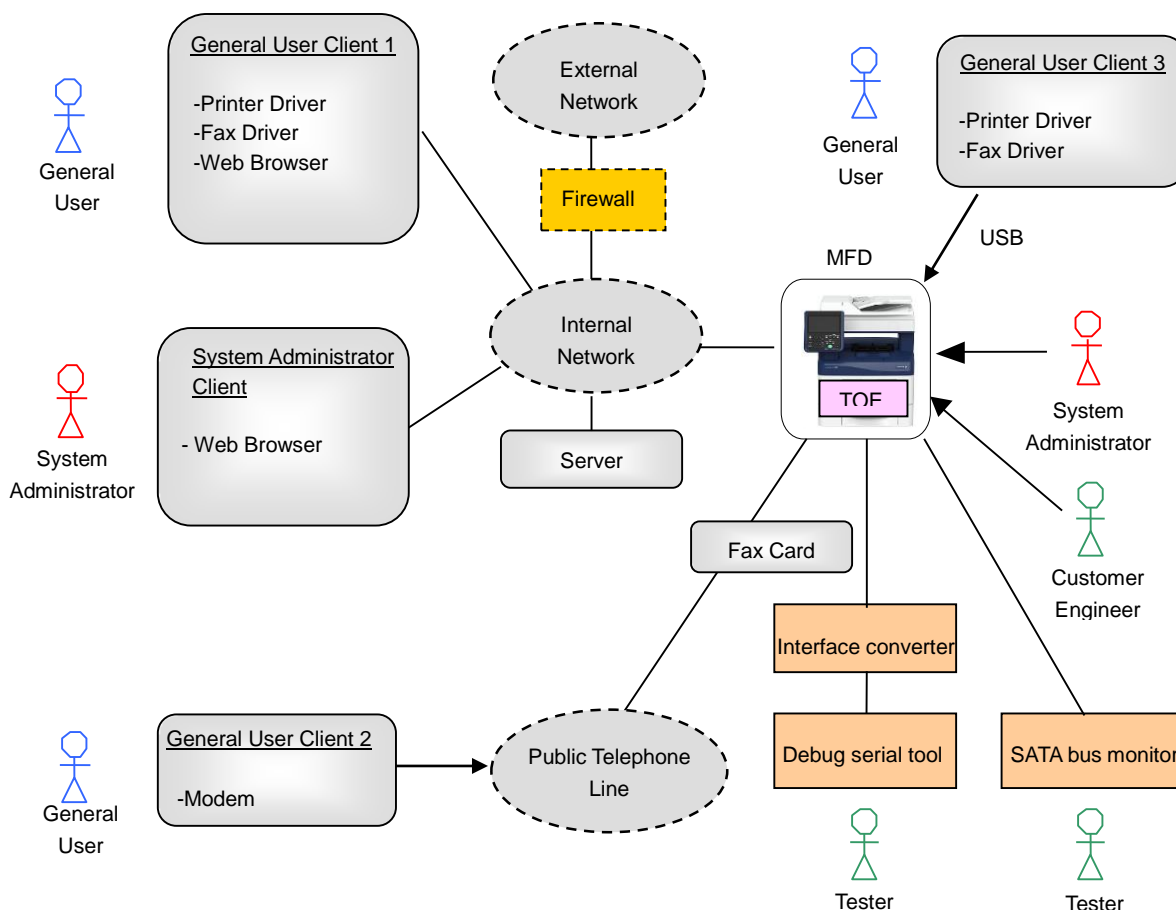 General User Client 1
-Printer Driver
-Fax Driver
-Web Browser
General
User
External
Network
Firewall
General
User
General User Client 3
-Printer Driver
-Fax Driver
USB
MFD
TOE
Internal
Network
System Administrator
Client
- Web Browser
System
Administrator
Server
System
Administrator
Fax Card
Customer
Engineer
Interface converter
General User Client 2
-Modem
General
User
Public Telephone
Line
Debug serial tool
SATA bus monitor
Tester
Tester